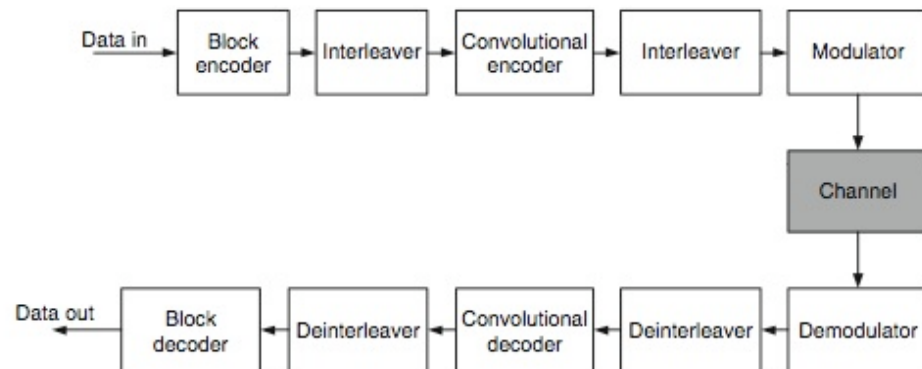 Data in
Block
encoder
Interleaver
Convolutional
encoder
Interleaver
Modulator
Channel
Data out
Block
decoder
Deinterleaver
Convolutional
decoder
Deinterleaver
Demodulator